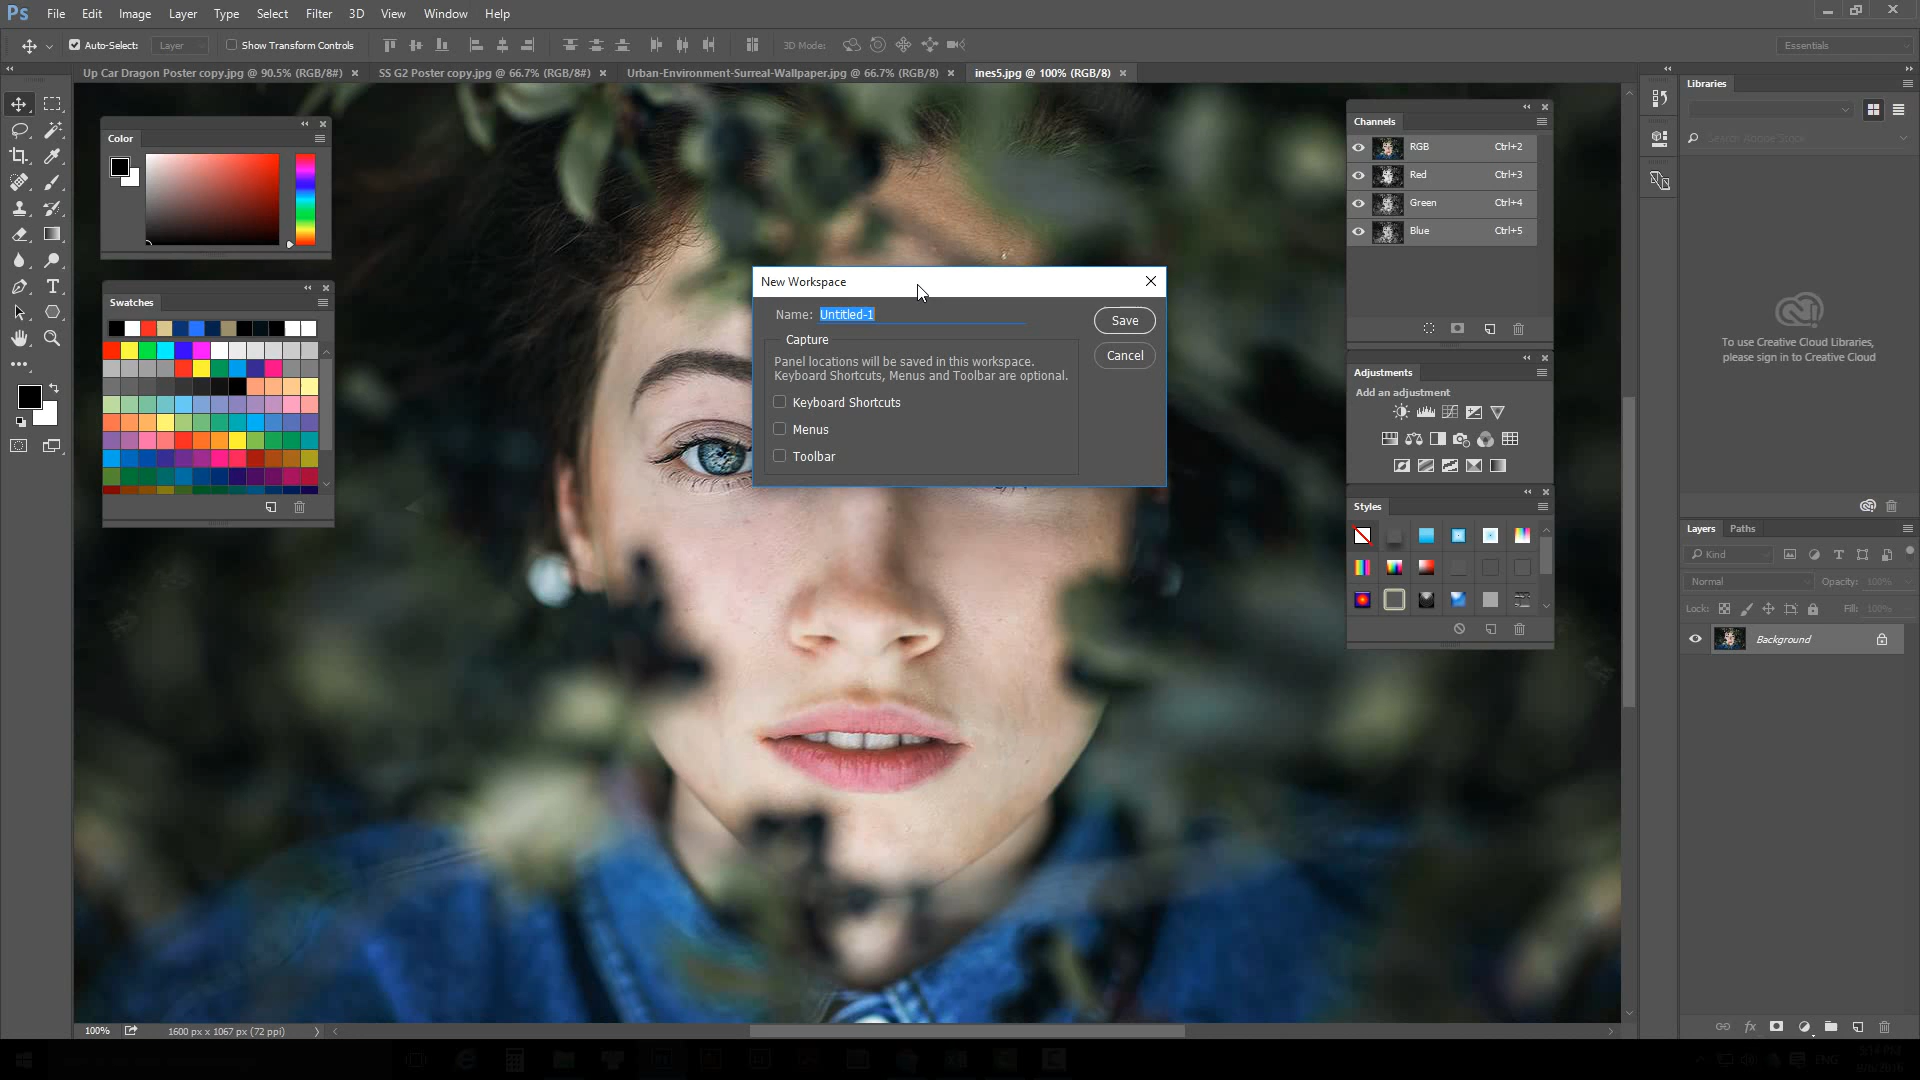 Ps File Edit Image Layer Type Select Filter 3D View Window Help
Auto-Select: Layer Show Transform Controls 3D Mode: Essentials
Up Car Dragon Poster copy.jpg @ 90.5% (RGB/8#) × SS G2 Poster copy.jpg @ 66.7% (RGB/8#) × Urban-Environment-Surreal-Wallpaper.jpg @ 66.7% (RGB/8) × ines5.jpg @ 100% (RGB/8) ×
Libraries
Search Adobe Stock
Color
Channels
RGB Ctrl+2
Red Ctrl+3
Green Ctrl+4
Blue Ctrl+5
Swatches
New Workspace
Name: Untitled-1
Save
Capture
Cancel
Panel locations will be saved in this workspace.
Keyboard Shortcuts, Menus and Toolbar are optional.
Keyboard Shortcuts
Menus
Toolbar
To use Creative Cloud Libraries,
please sign in to Creative Cloud
Adjustments
Add an adjustment
Styles
Layers Paths
Kind
Normal Opacity: 100%
Lock: Fill: 100%
Background
100% 1600 px x 1067 px (72 ppi)
ENG